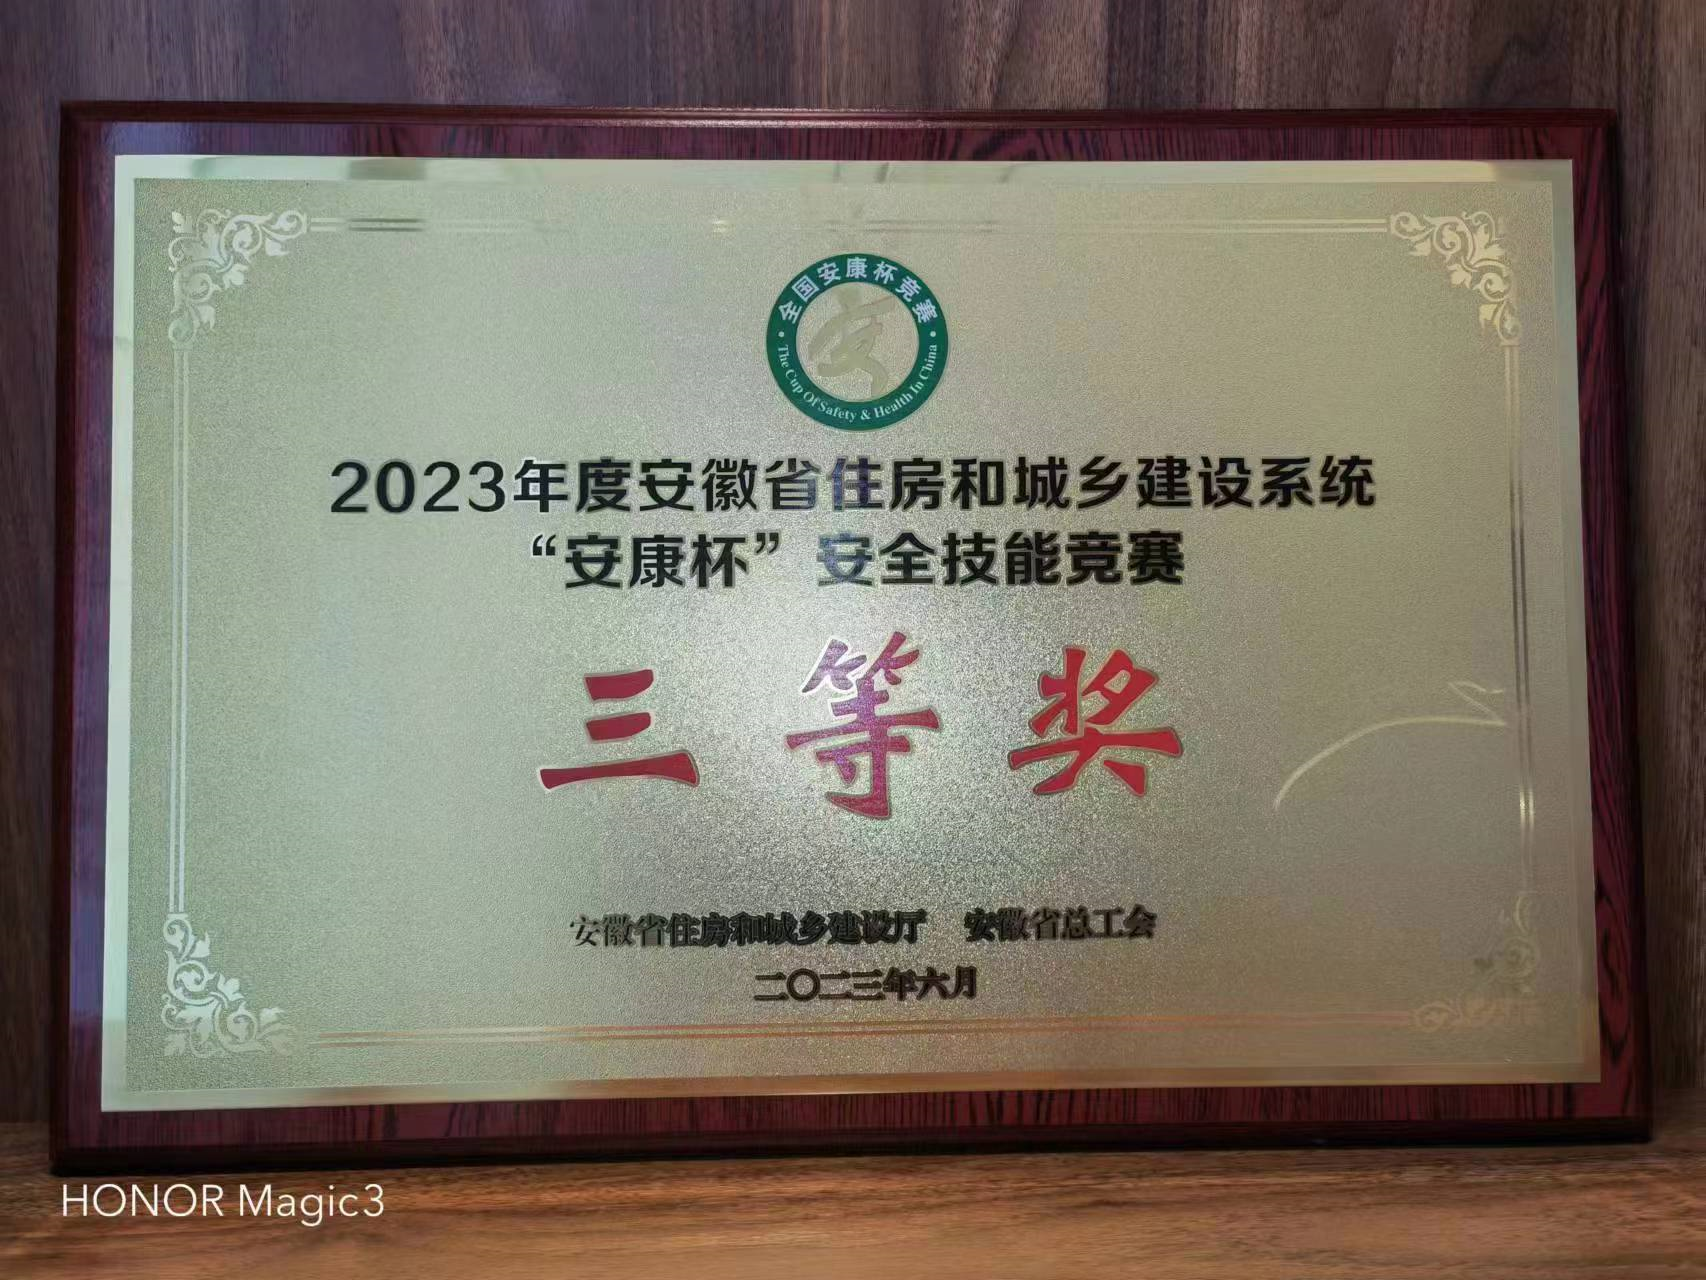 ·全国安康杯竞赛·
The Cup Of Safety & Health In China
安
2023年度安徽省住房和城乡建设系统
“安康杯”安全技能竞赛
三等奖
安徽省住房和城乡建设厅 安徽省总工会
二〇二三年六月
HONOR Magic3